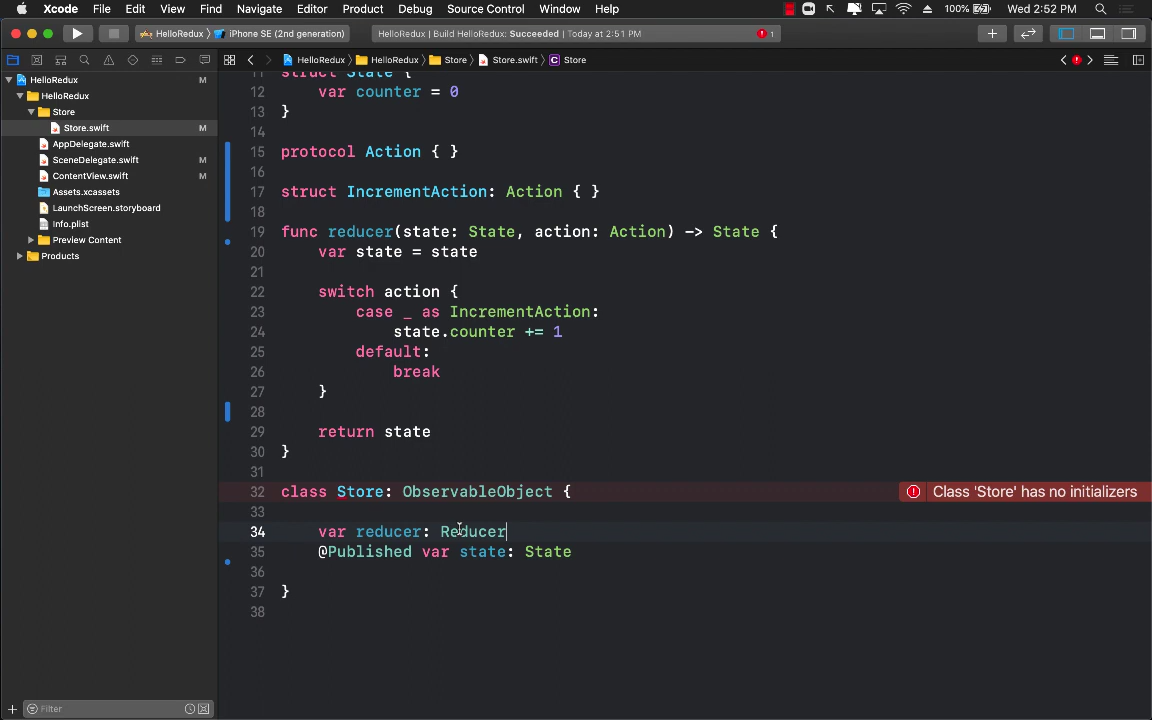 Xcode File Edit View Find Navigate Editor Product Debug Source Control Window Help 100% Wed 2:52 PM
HelloRedux 〉 iPhone SE (2nd generation) HelloRedux | Build HelloRedux: Succeeded | Today at 2:51 PM 1
HelloRedux 〉 HelloRedux 〉 Store 〉 Store.swift 〉 C Store
HelloRedux M
HelloRedux
Store
Store.swift M
AppDelegate.swift
SceneDelegate.swift M
ContentView.swift M
Assets.xcassets
LaunchScreen.storyboard
Info.plist
Preview Content
Products
Filter
11 struct State {
12 var counter = 0
13 }
14
15 protocol Action { }
16
17 struct IncrementAction: Action { }
18
19 func reducer(state: State, action: Action) -> State {
20 var state = state
21
22 switch action {
23 case _ as IncrementAction:
24 state.counter += 1
25 default:
26 break
27 }
28
29 return state
30 }
31
32 class Store: ObservableObject { Class 'Store' has no initializers
33
34 var reducer: Reducer
35 @Published var state: State
36
37 }
38